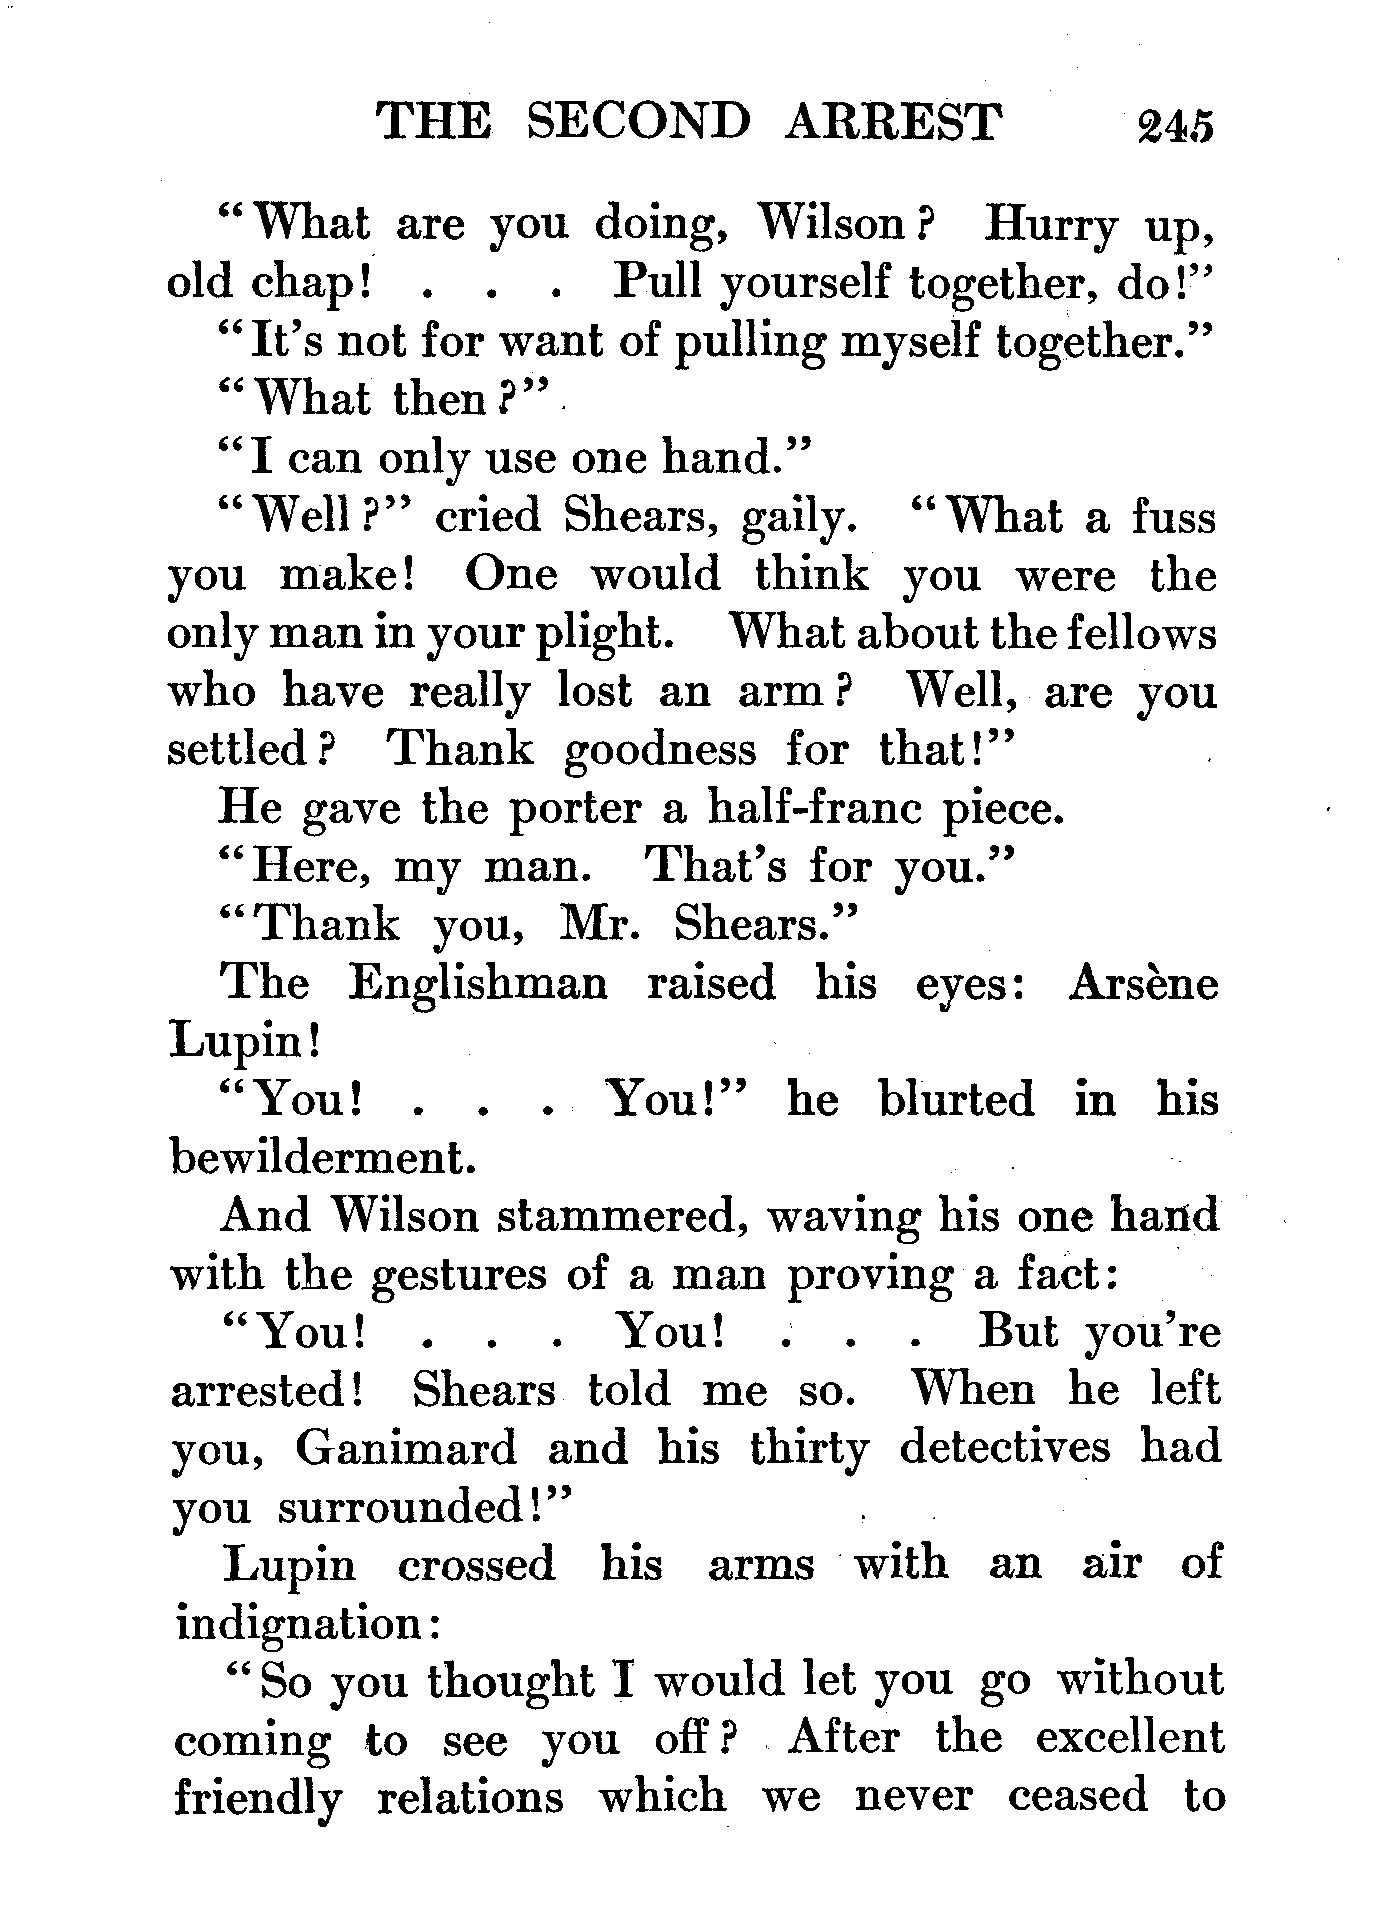 THE SECOND ARREST 245
"What are you doing, Wilson? Hurry up,
old chap! . . . Pull yourself together, do!"
"It's not for want of pulling myself together."
"What then?"
"I can only use one hand."
"Well?" cried Shears, gaily. "What a fuss
you make! One would think you were the
only man in your plight. What about the fellows
who have really lost an arm? Well, are you
settled? Thank goodness for that!"
He gave the porter a half-franc piece.
"Here, my man. That's for you."
"Thank you, Mr. Shears."
The Englishman raised his eyes: Arsène
Lupin!
"You! . . . You!" he blurted in his
bewilderment.
And Wilson stammered, waving his one hand
with the gestures of a man proving a fact:
"You! . . . You! . . . But you're
arrested! Shears told me so. When he left
you, Ganimard and his thirty detectives had
you surrounded!"
Lupin crossed his arms with an air of
indignation:
"So you thought I would let you go without
coming to see you off? After the excellent
friendly relations which we never ceased to